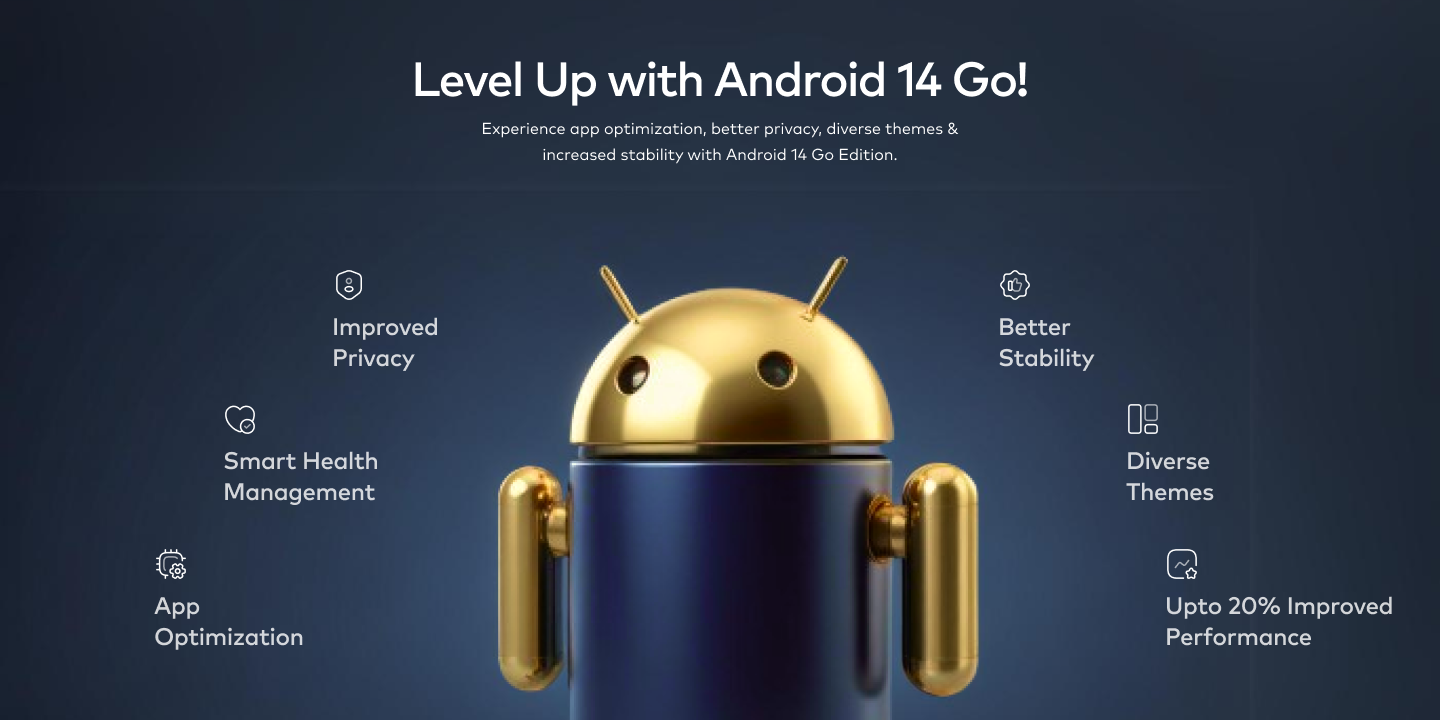 Level Up with Android 14 Go!
Experience app optimization, better privacy, diverse themes &
increased stability with Android 14 Go Edition.
Improved
Privacy
Better
Stability
Smart Health
Management
Diverse
Themes
App
Optimization
Upto 20% Improved
Performance